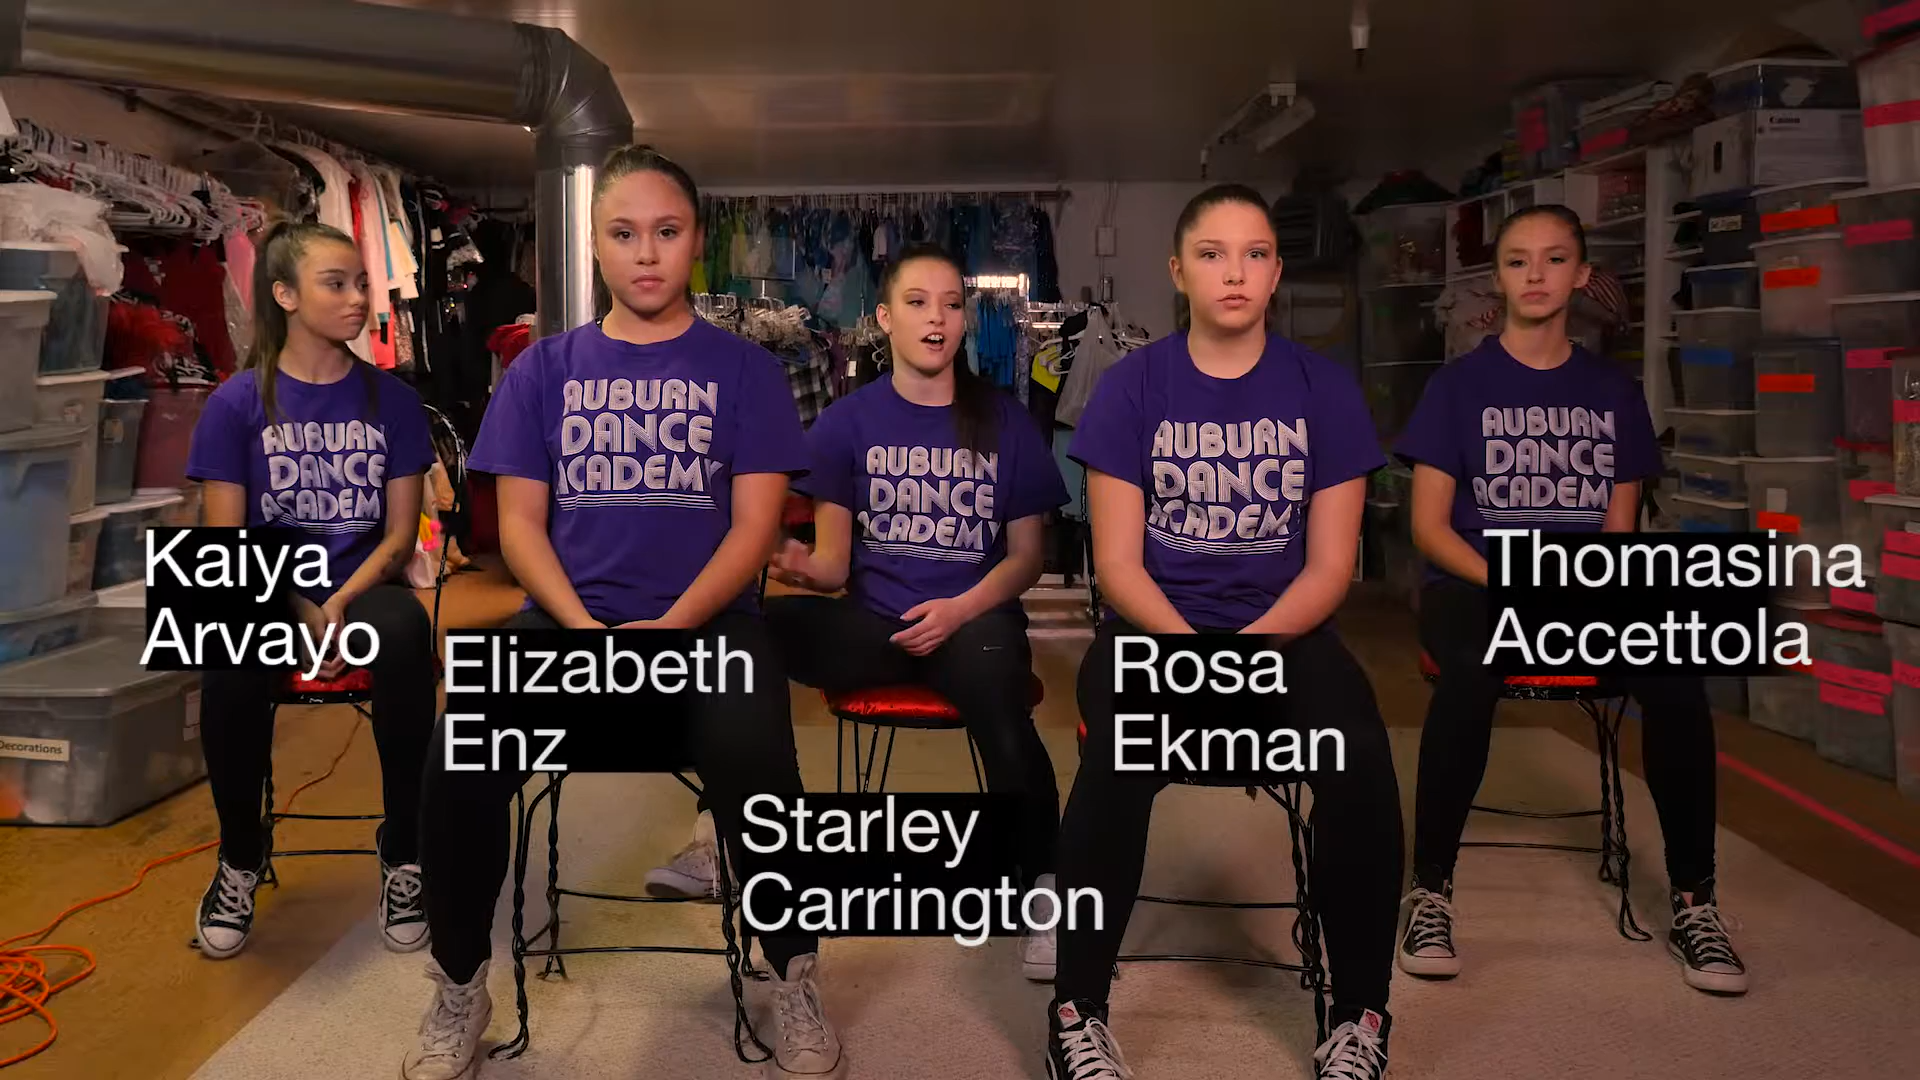 Canon
AUBURN
DANCE
ACADEMY
AUBURN
DANCE
ACADEMY
AUBURN
DANCE
ACADEMY
AUBURN
DANCE
ACADEMY
AUBURN
DANCE
ACADEMY
Kaiya
Arvayo
Elizabeth
Enz
Starley
Carrington
Rosa
Ekman
Thomasina
Accettola
Decorations